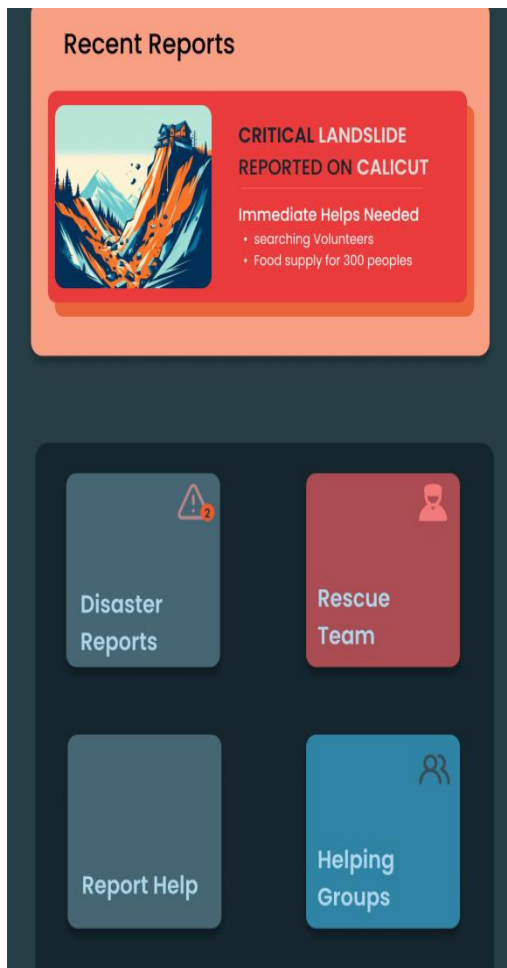 Recent Reports
CRITICAL LANDSLIDE
REPORTED ON CALICUT
Immediate Helps Needed
• searching Volunteers
• Food supply for 300 peoples
2
Disaster
Reports
Rescue
Team
Report Help
Helping
Groups